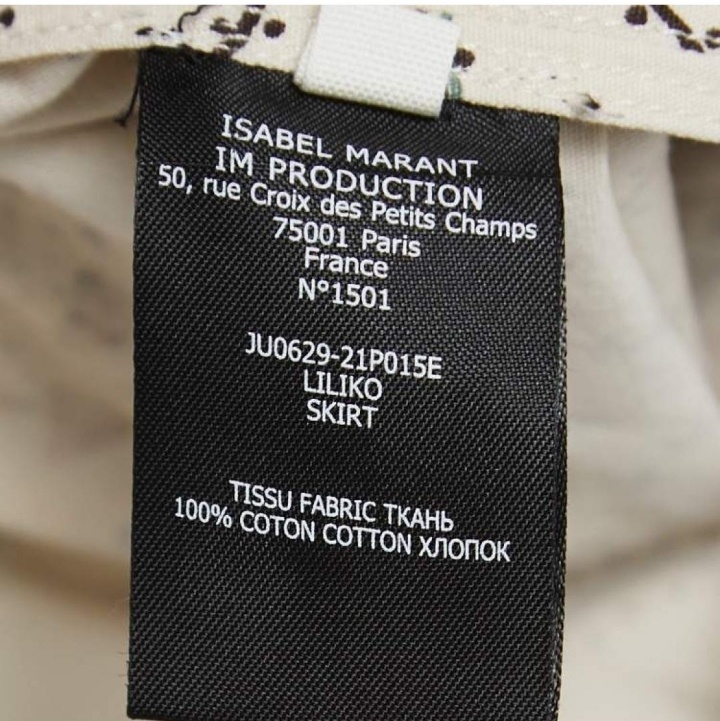 ISABEL MARANT
IM PRODUCTION
50, rue Croix des Petits Champs
75001 Paris
France
N°1501
JU0629-21P015E
LILIKO
SKIRT
TISSU FABRIC ТКАНЬ
100% COTON COTTON ХЛОПОК